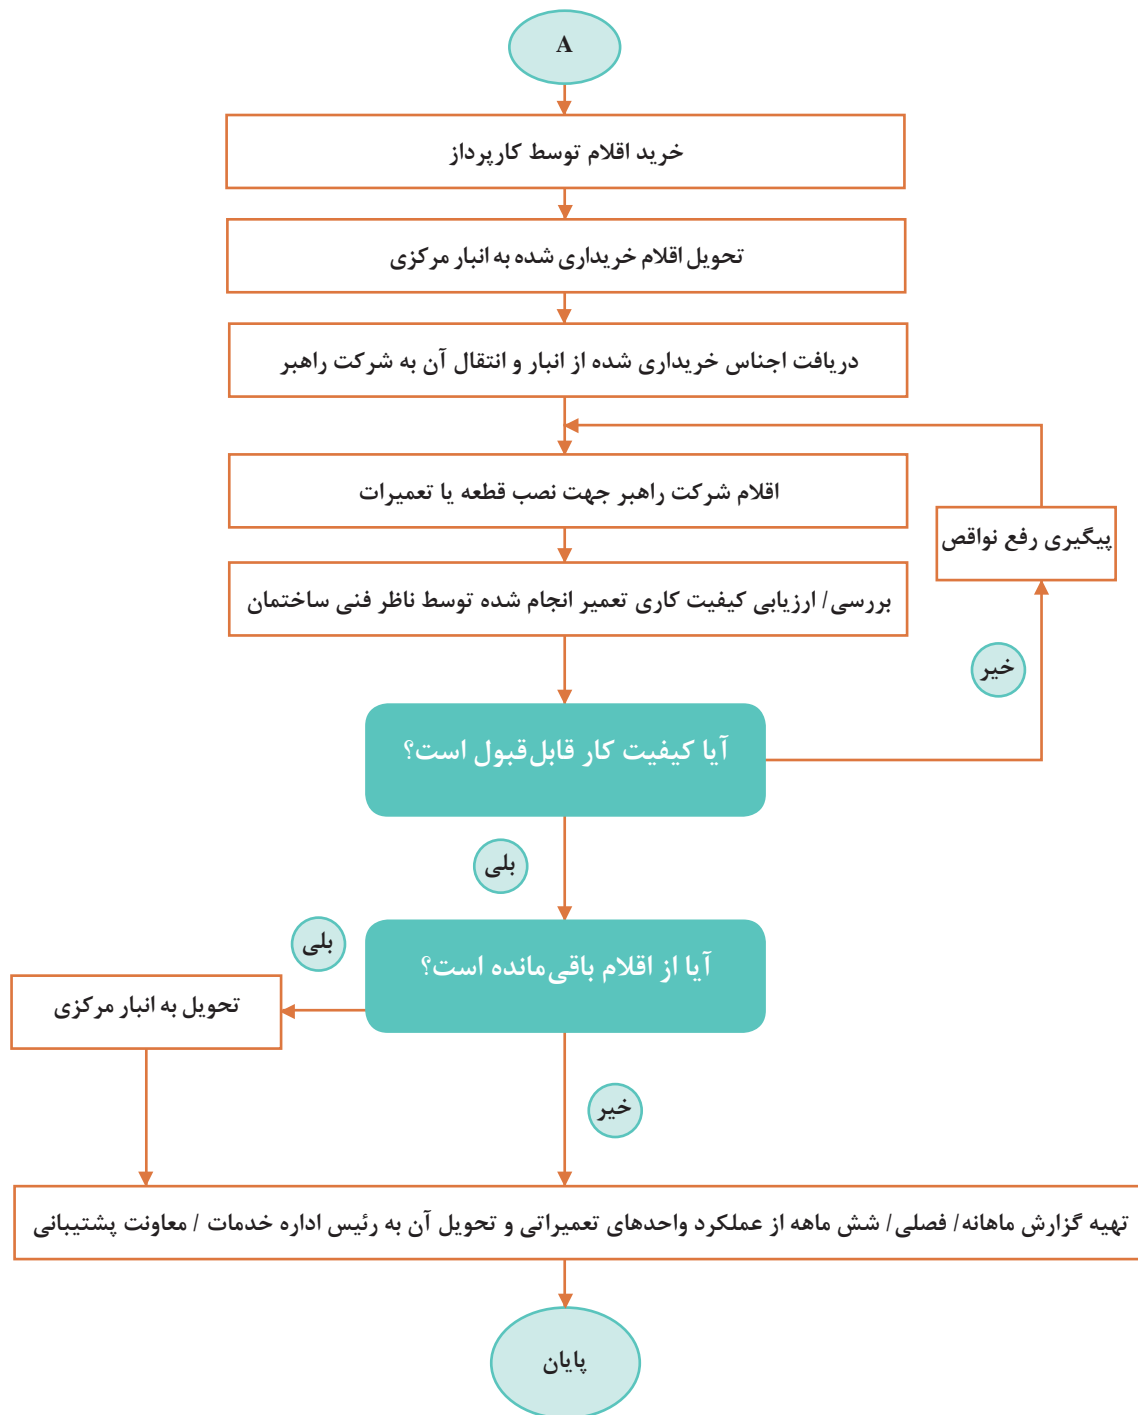 A
خرید اقلام توسط کارپرداز
تحویل اقلام خریداری شده به انبار مرکزی
دریافت اجناس خریداری شده از انبار و انتقال آن به شرکت راهبر
اقلام شرکت راهبر جهت نصب قطعه یا تعمیرات
پیگیری رفع نواقص
بررسی/ ارزیابی کیفیت کاری تعمیر انجام شده توسط ناظر فنی ساختمان
خیر
آیا کیفیت کار قابل‌قبول است؟
بلی
آیا از اقلام باقی‌مانده است؟
بلی
تحویل به انبار مرکزی
خیر
تهیه گزارش ماهانه/ فصلی/ شش ماهه از عملکرد واحدهای تعمیراتی و تحویل آن به رئیس اداره خدمات / معاونت پشتیبانی
پایان